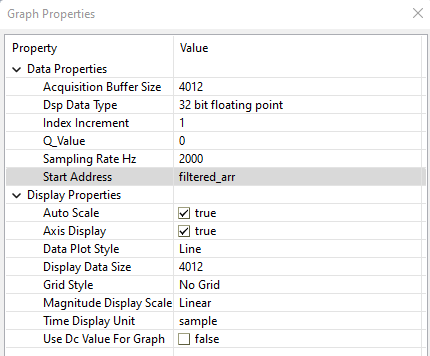 Graph Properties
Property Value
Data Properties
Acquisition Buffer Size 4012
Dsp Data Type 32 bit floating point
Index Increment 1
Q_Value 0
Sampling Rate Hz 2000
Start Address filtered_arr
Display Properties
Auto Scale true
Axis Display true
Data Plot Style Line
Display Data Size 4012
Grid Style No Grid
Magnitude Display Scale Linear
Time Display Unit sample
Use Dc Value For Graph false